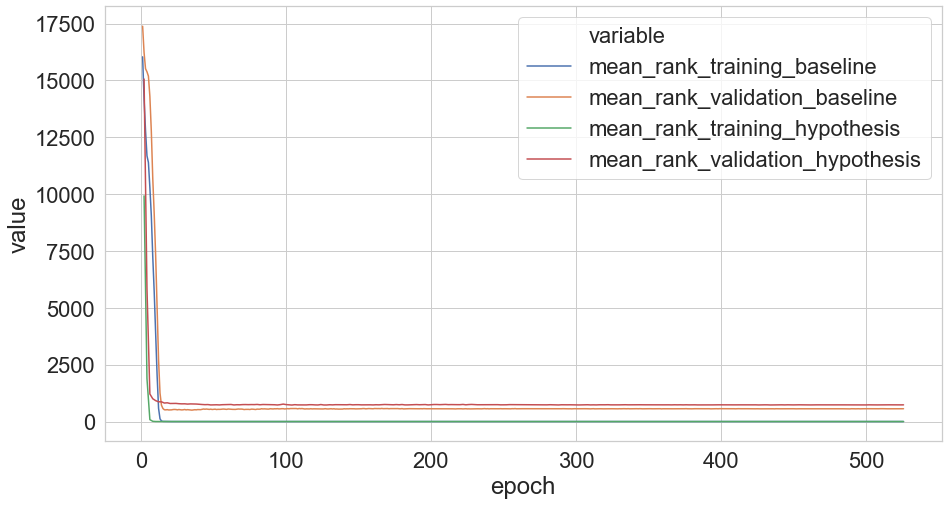 17500
15000
12500
10000
7500
5000
2500
0
value
variable
mean_rank_training_baseline
mean_rank_validation_baseline
mean_rank_training_hypothesis
mean_rank_validation_hypothesis
0 100 200 300 400 500
epoch